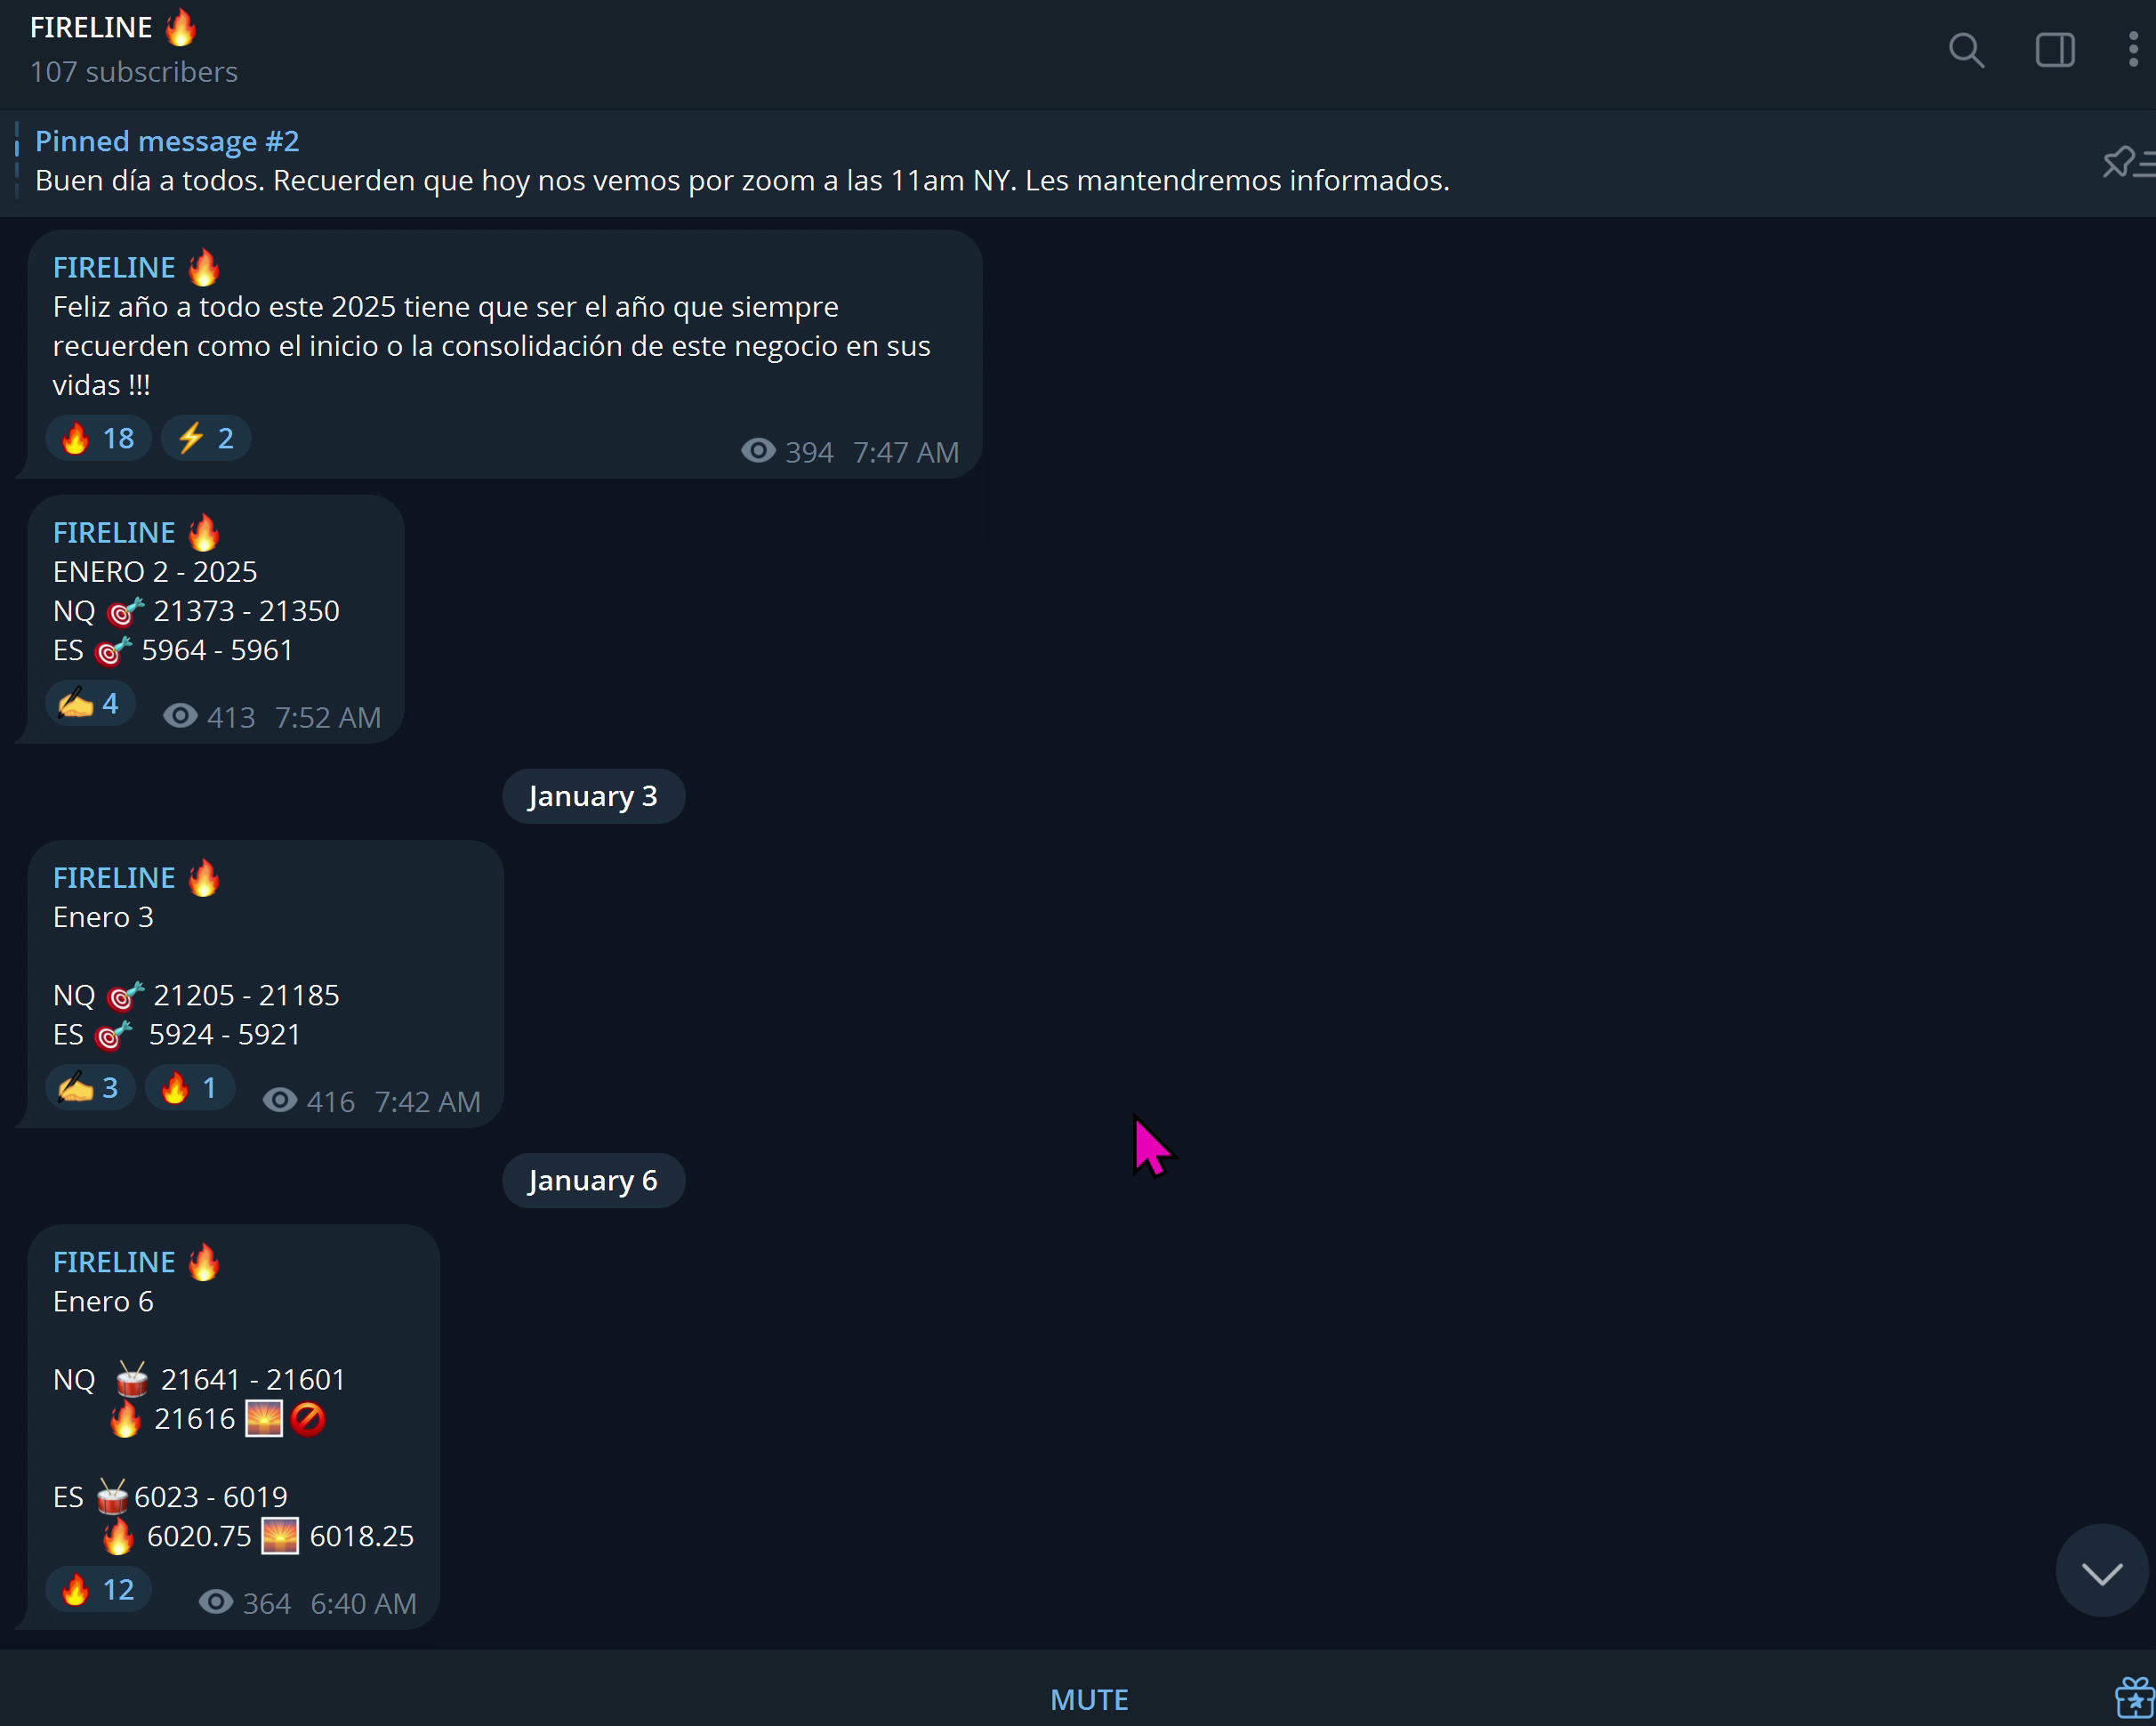 FIRELINE 🔥
107 subscribers
Pinned message #2
Buen día a todos. Recuerden que hoy nos vemos por zoom a las 11am NY. Les mantendremos informados.
FIRELINE 🔥
Feliz año a todo este 2025 tiene que ser el año que siempre
recuerden como el inicio o la consolidación de este negocio en sus
vidas !!!
🔥 18 ⚡ 2 394 7:47 AM
FIRELINE 🔥
ENERO 2 - 2025
NQ 🎯 21373 - 21350
ES 🎯 5964 - 5961
✍️ 4 413 7:52 AM
January 3
FIRELINE 🔥
Enero 3
NQ 🎯 21205 - 21185
ES 🎯 5924 - 5921
✍️ 3 🔥 1 416 7:42 AM
January 6
FIRELINE 🔥
Enero 6
NQ 🥁 21641 - 21601
🔥 21616 🌅🚫
ES 🥁6023 - 6019
🔥 6020.75 🌅 6018.25
🔥 12 364 6:40 AM
MUTE